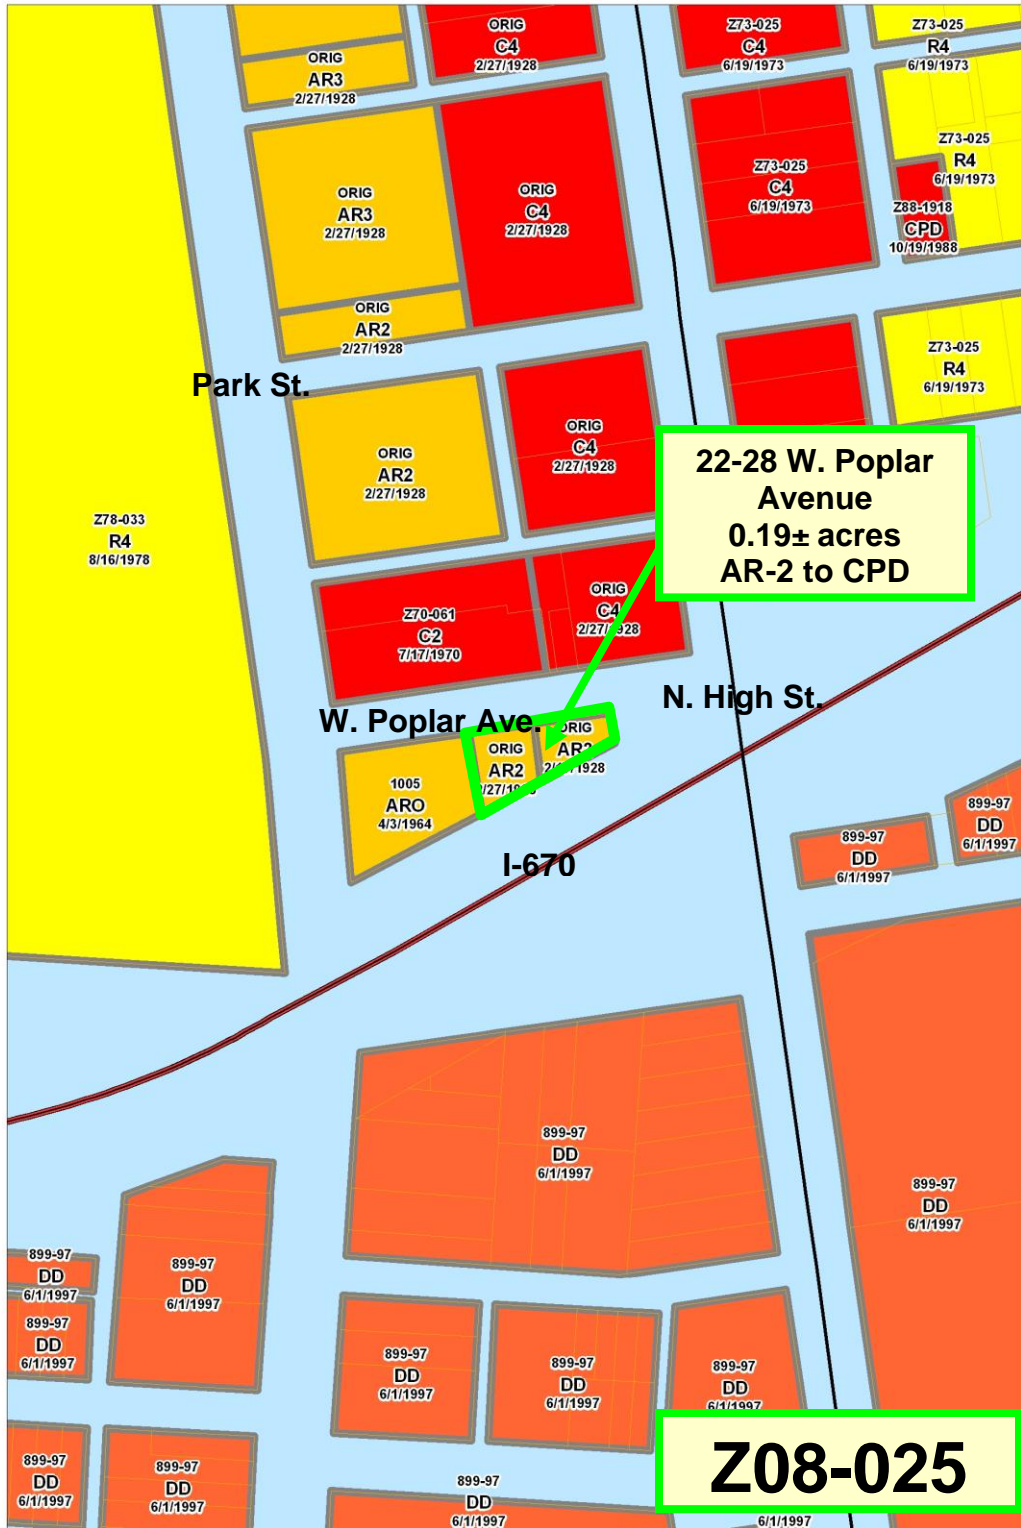 ORIG
C4
2/27/1928
Z73-025
C4
6/19/1973
Z73-025
R4
6/19/1973
ORIG
AR3
2/27/1928
Z73-025
R4
6/19/1973
Z73-025
C4
6/19/1973
ORIG
AR3
2/27/1928
ORIG
C4
2/27/1928
Z88-1918
CPD
10/19/1988
ORIG
AR2
2/27/1928
Z73-025
R4
6/19/1973
Park St.
ORIG
AR2
2/27/1928
ORIG
C4
2/27/1928
22-28 W. Poplar
Avenue
0.19± acres
AR-2 to CPD
Z78-033
R4
8/16/1978
Z70-061
C2
7/17/1970
ORIG
C4
2/27/1928
N. High St.
W. Poplar Ave.
ORIG
AR2
ORIG
AR2
1005
ARO
4/3/1964
I-670
899-97
DD
6/1/1997
899-97
DD
6/1/1997
899-97
DD
6/1/1997
899-97
DD
6/1/1997
899-97
DD
6/1/1997
899-97
DD
6/1/1997
899-97
DD
6/1/1997
899-97
DD
6/1/1997
899-97
DD
6/1/1997
899-97
DD
6/1/1997
899-97
DD
6/1/1997
899-97
DD
6/1/1997
899-97
DD
6/1/1997
Z08-025
6/1/1997